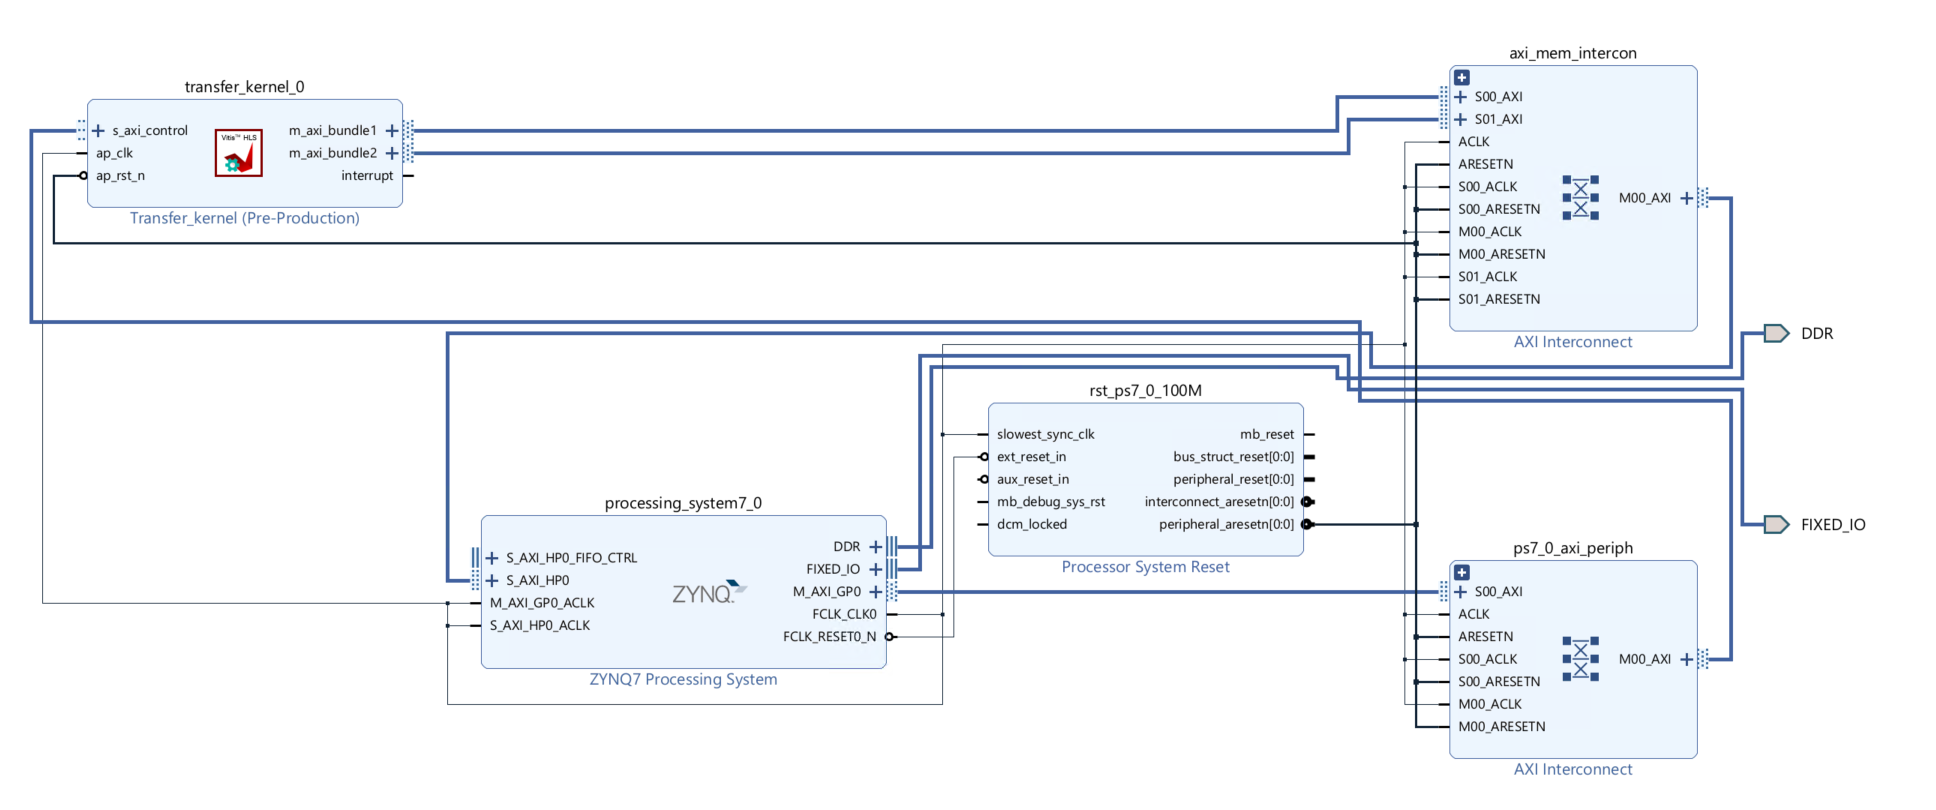 transfer_kernel_0
s_axi_control
ap_clk
ap_rst_n
Vitis™ HLS
m_axi_bundle1
m_axi_bundle2
interrupt
Transfer_kernel (Pre-Production)
axi_mem_intercon
S00_AXI
S01_AXI
ACLK
ARESETN
S00_ACLK
S00_ARESETN
M00_ACLK
M00_ARESETN
S01_ACLK
S01_ARESETN
M00_AXI
AXI Interconnect
DDR
FIXED_IO
rst_ps7_0_100M
slowest_sync_clk
ext_reset_in
aux_reset_in
mb_debug_sys_rst
dcm_locked
mb_reset
bus_struct_reset[0:0]
peripheral_reset[0:0]
interconnect_aresetn[0:0]
peripheral_aresetn[0:0]
Processor System Reset
processing_system7_0
S_AXI_HP0_FIFO_CTRL
S_AXI_HP0
M_AXI_GP0_ACLK
S_AXI_HP0_ACLK
ZYNQ
DDR
FIXED_IO
M_AXI_GP0
FCLK_CLK0
FCLK_RESET0_N
ZYNQ7 Processing System
ps7_0_axi_periph
S00_AXI
ACLK
ARESETN
S00_ACLK
S00_ARESETN
M00_ACLK
M00_ARESETN
M00_AXI
AXI Interconnect